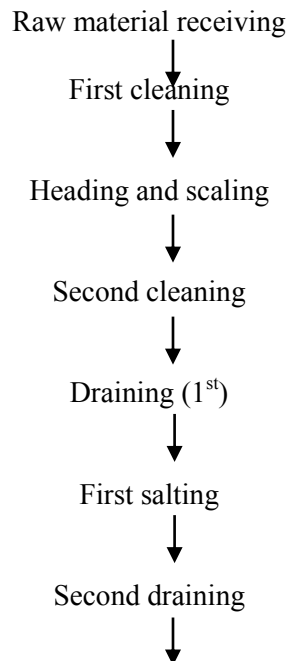 Raw material receiving
First cleaning
Heading and scaling
Second cleaning
Draining (1st)
First salting
Second draining